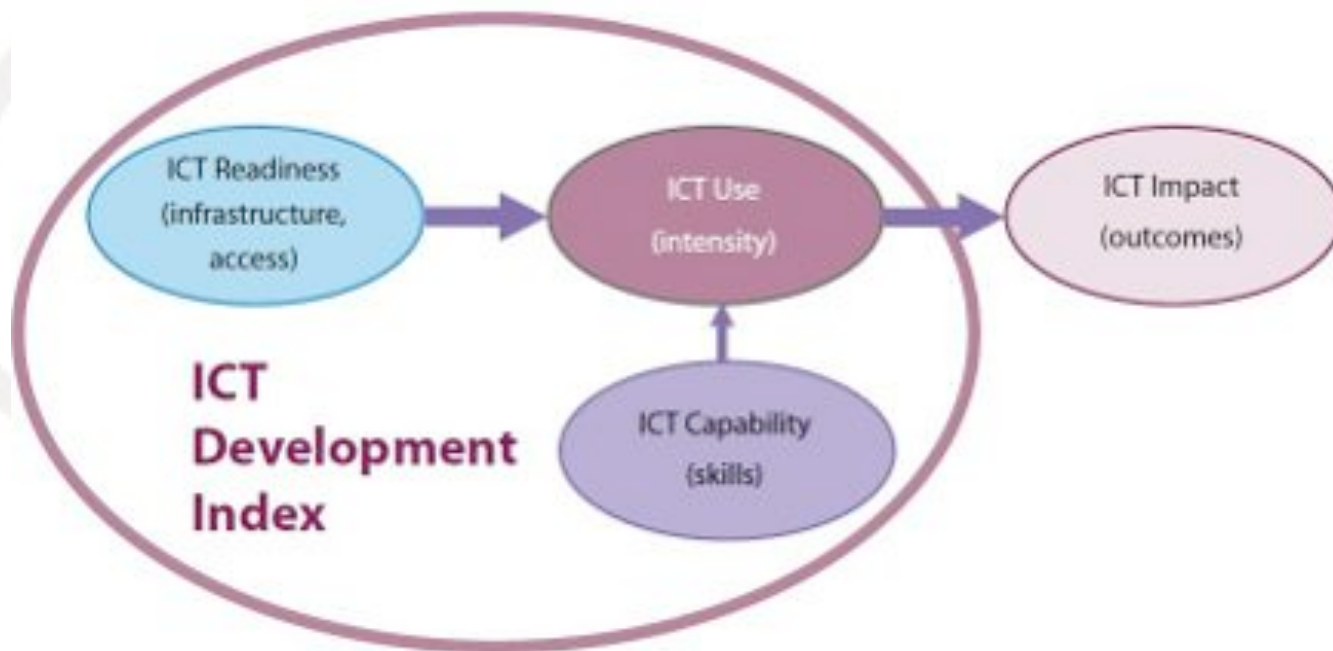 ICT Readiness
(infrastructure,
access)
ICT Use
(intensity)
ICT Impact
(outcomes)
ICT
Development
Index
ICT Capability
(skills)